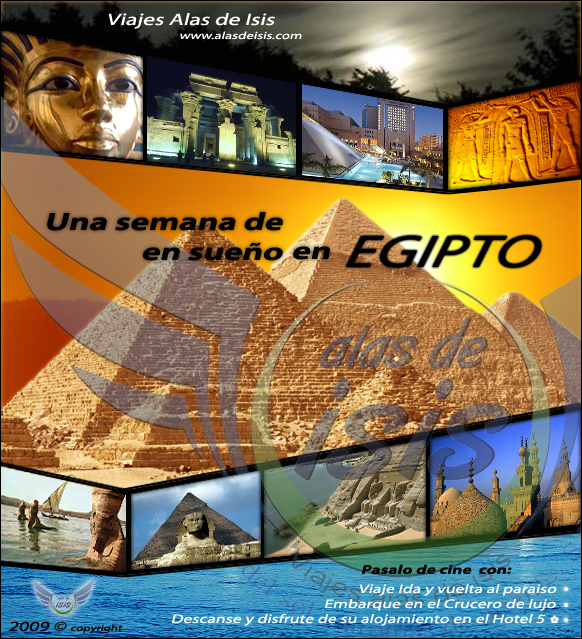 Viajes Alas de Isis
www.alasdeisis.com
Una semana de
en sueño en EGIPTO
alas de
isis
Pasalo de cine con:
Viaje Ida y vuelta al paraiso •
Embarque en el Crucero de lujo •
Descanse y disfrute de su alojamiento en el Hotel 5 ✿ •
isis
2009 © copyright